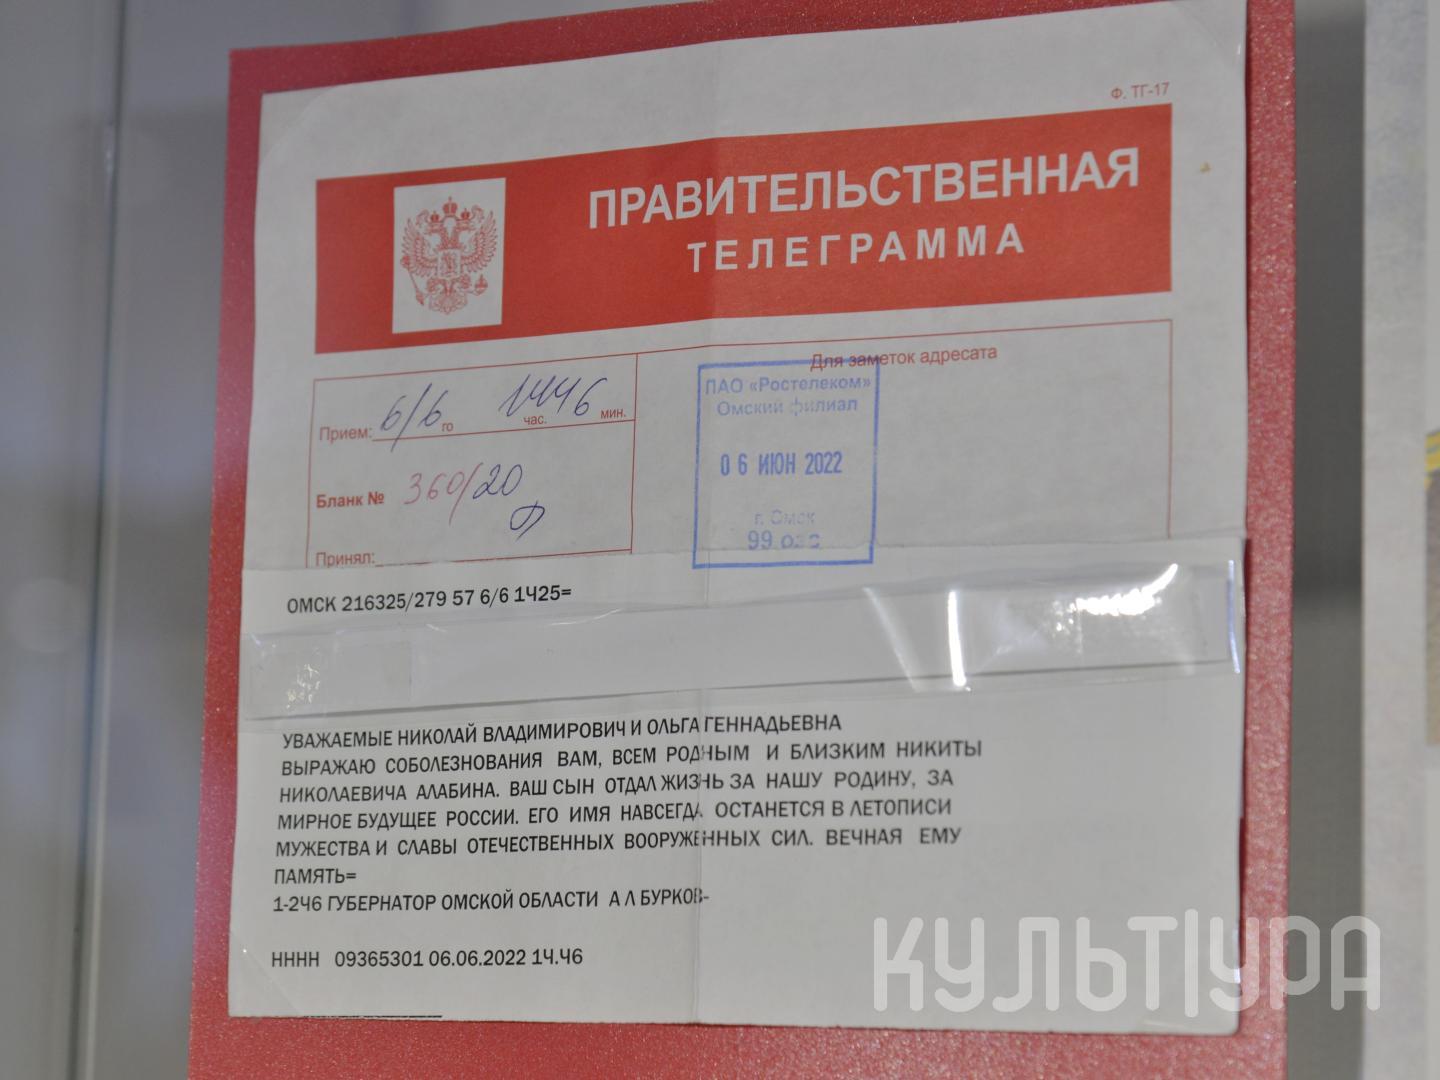 Ф. ТГ-17
ПРАВИТЕЛЬСТВЕННАЯ
ТЕЛЕГРАММА
Для заметок адресата
Прием: 6/6 го 1446 час. мин.
ПАО «Ростелеком»
Омский филиал
06 ИЮН 2022
г. Омск
99
Бланк № 360/20
Принял:
ОМСК 216325/279 57 6/6 1Ч25=
УВАЖАЕМЫЕ НИКОЛАЙ ВЛАДИМИРОВИЧ И ОЛЬГА ГЕННАДЬЕВНА
ВЫРАЖАЮ СОБОЛЕЗНОВАНИЯ ВАМ, ВСЕМ РОДНЫМ И БЛИЗКИМ НИКИТЫ
НИКОЛАЕВИЧА АЛАБИНА. ВАШ СЫН ОТДАЛ ЖИЗНЬ ЗА НАШУ РОДИНУ, ЗА
МИРНОЕ БУДУЩЕЕ РОССИИ. ЕГО ИМЯ НАВСЕГДА ОСТАНЕТСЯ В ЛЕТОПИСИ
МУЖЕСТВА И СЛАВЫ ОТЕЧЕСТВЕННЫХ ВООРУЖЕННЫХ СИЛ. ВЕЧНАЯ ЕМУ
ПАМЯТЬ=
1-2Ч6 ГУБЕРНАТОР ОМСКОЙ ОБЛАСТИ А Л БУРКОВ-
НННН 09365301 06.06.2022 1Ч.Ч6
КУЛЬТ|УРА